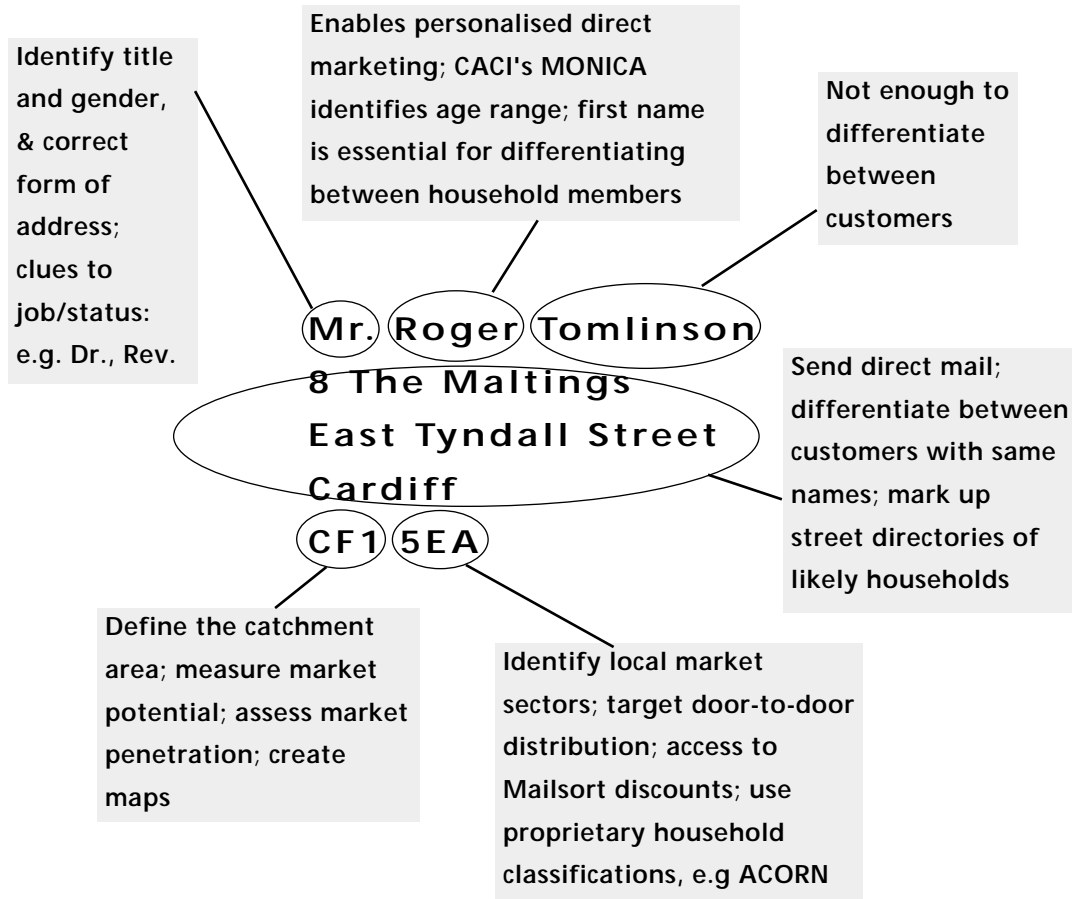 Identify title
and gender,
& correct
form of
address;
clues to
job/status:
e.g. Dr., Rev.
Enables personalised direct
marketing; CACI's MONICA
identifies age range; first name
is essential for differentiating
between household members
Not enough to
differentiate
between
customers
Mr. Roger Tomlinson
8 The Maltings
East Tyndall Street
Cardiff
CF1 5EA
Send direct mail;
differentiate between
customers with same
names; mark up
street directories of
likely households
Define the catchment
area; measure market
potential; assess market
penetration; create
maps
Identify local market
sectors; target door-to-door
distribution; access to
Mailsort discounts; use
proprietary household
classifications, e.g ACORN